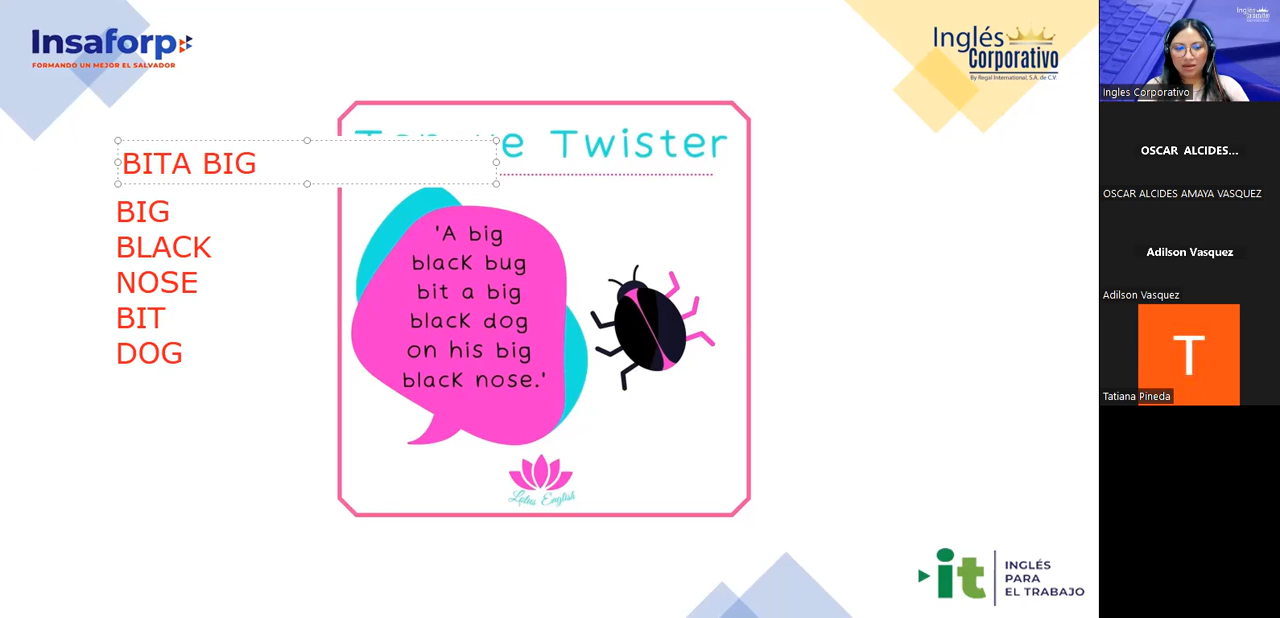 Insaforp
FORMANDO UN MEJOR EL SALVADOR
Inglés
Corporativo
By Regal International, S.A. de C.V.
Twister
BITA BIG
BIG
BLACK
NOSE
BIT
DOG
'A big
black bug
bit a big
black dog
on his big
black nose.'
Lotus English
it
INGLÉS
PARA
EL TRABAJO
Inglés
Corporativo
Ingles Corporativo
OSCAR ALCIDES...
OSCAR ALCIDES AMAYA VASQUEZ
Adilson Vasquez
Adilson Vasquez
T
Tatiana Pineda